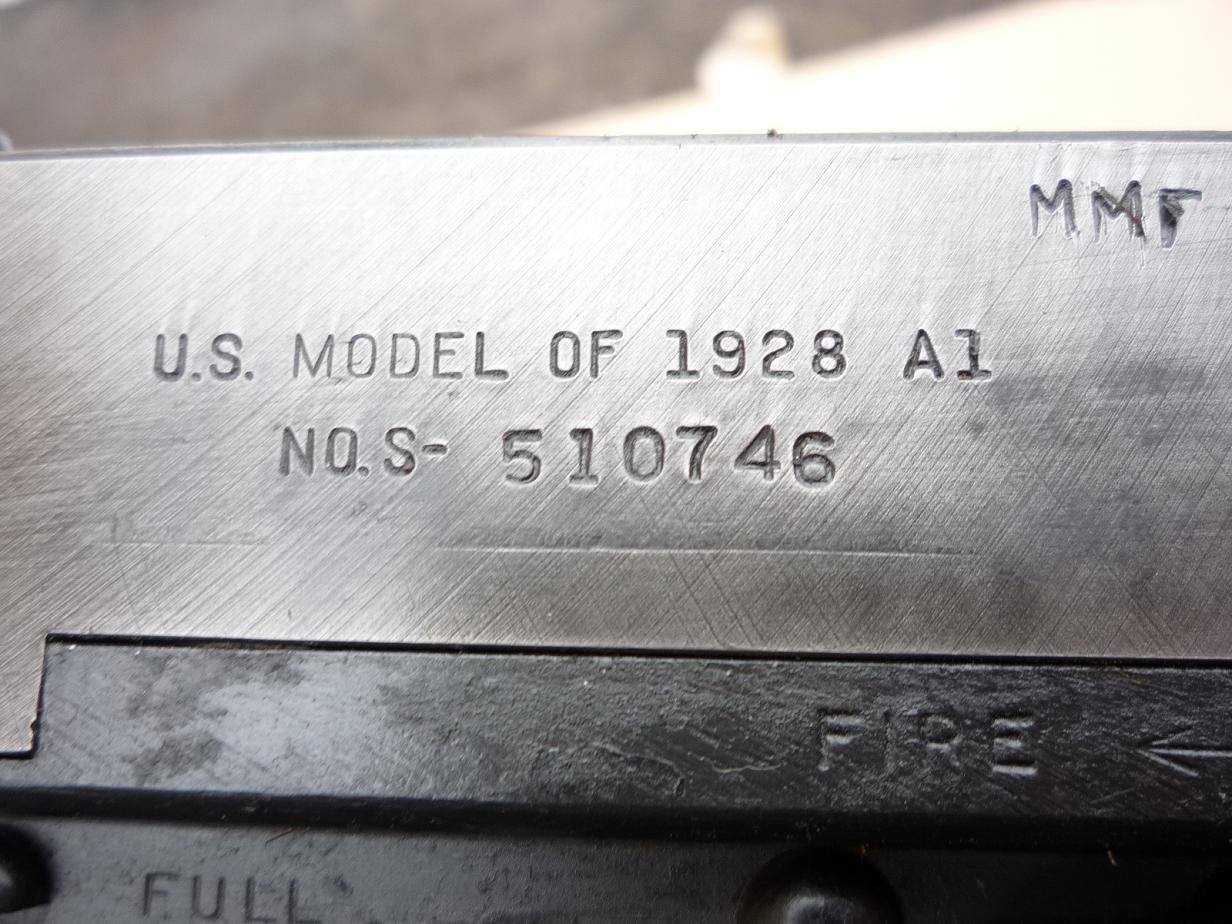 MMF
U.S. MODEL OF 1928 A1
NO. S- 510746
FIRE ←
FULL